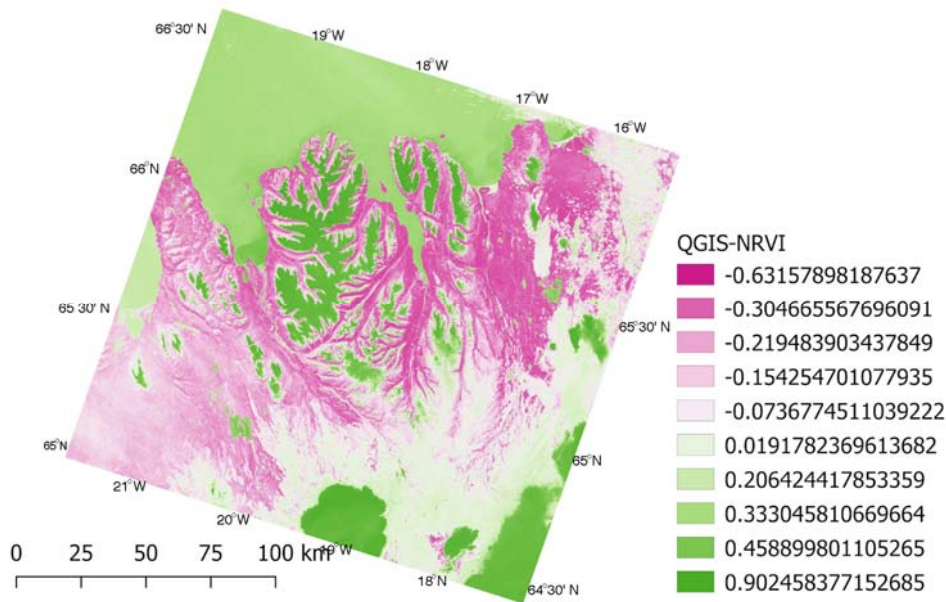 66°30' N
19°W
18°W
17°W
16°W
66°N
65 30' N
65°N
21°W
20°W
19°W
18°N
64°30' N
65°N
65°30' N
0 25 50 75 100 km
QGIS-NRVI
-0.63157898187637
-0.304665567696091
-0.219483903437849
-0.154254701077935
-0.0736774511039222
0.0191782369613682
0.206424417853359
0.333045810669664
0.458899801105265
0.902458377152685